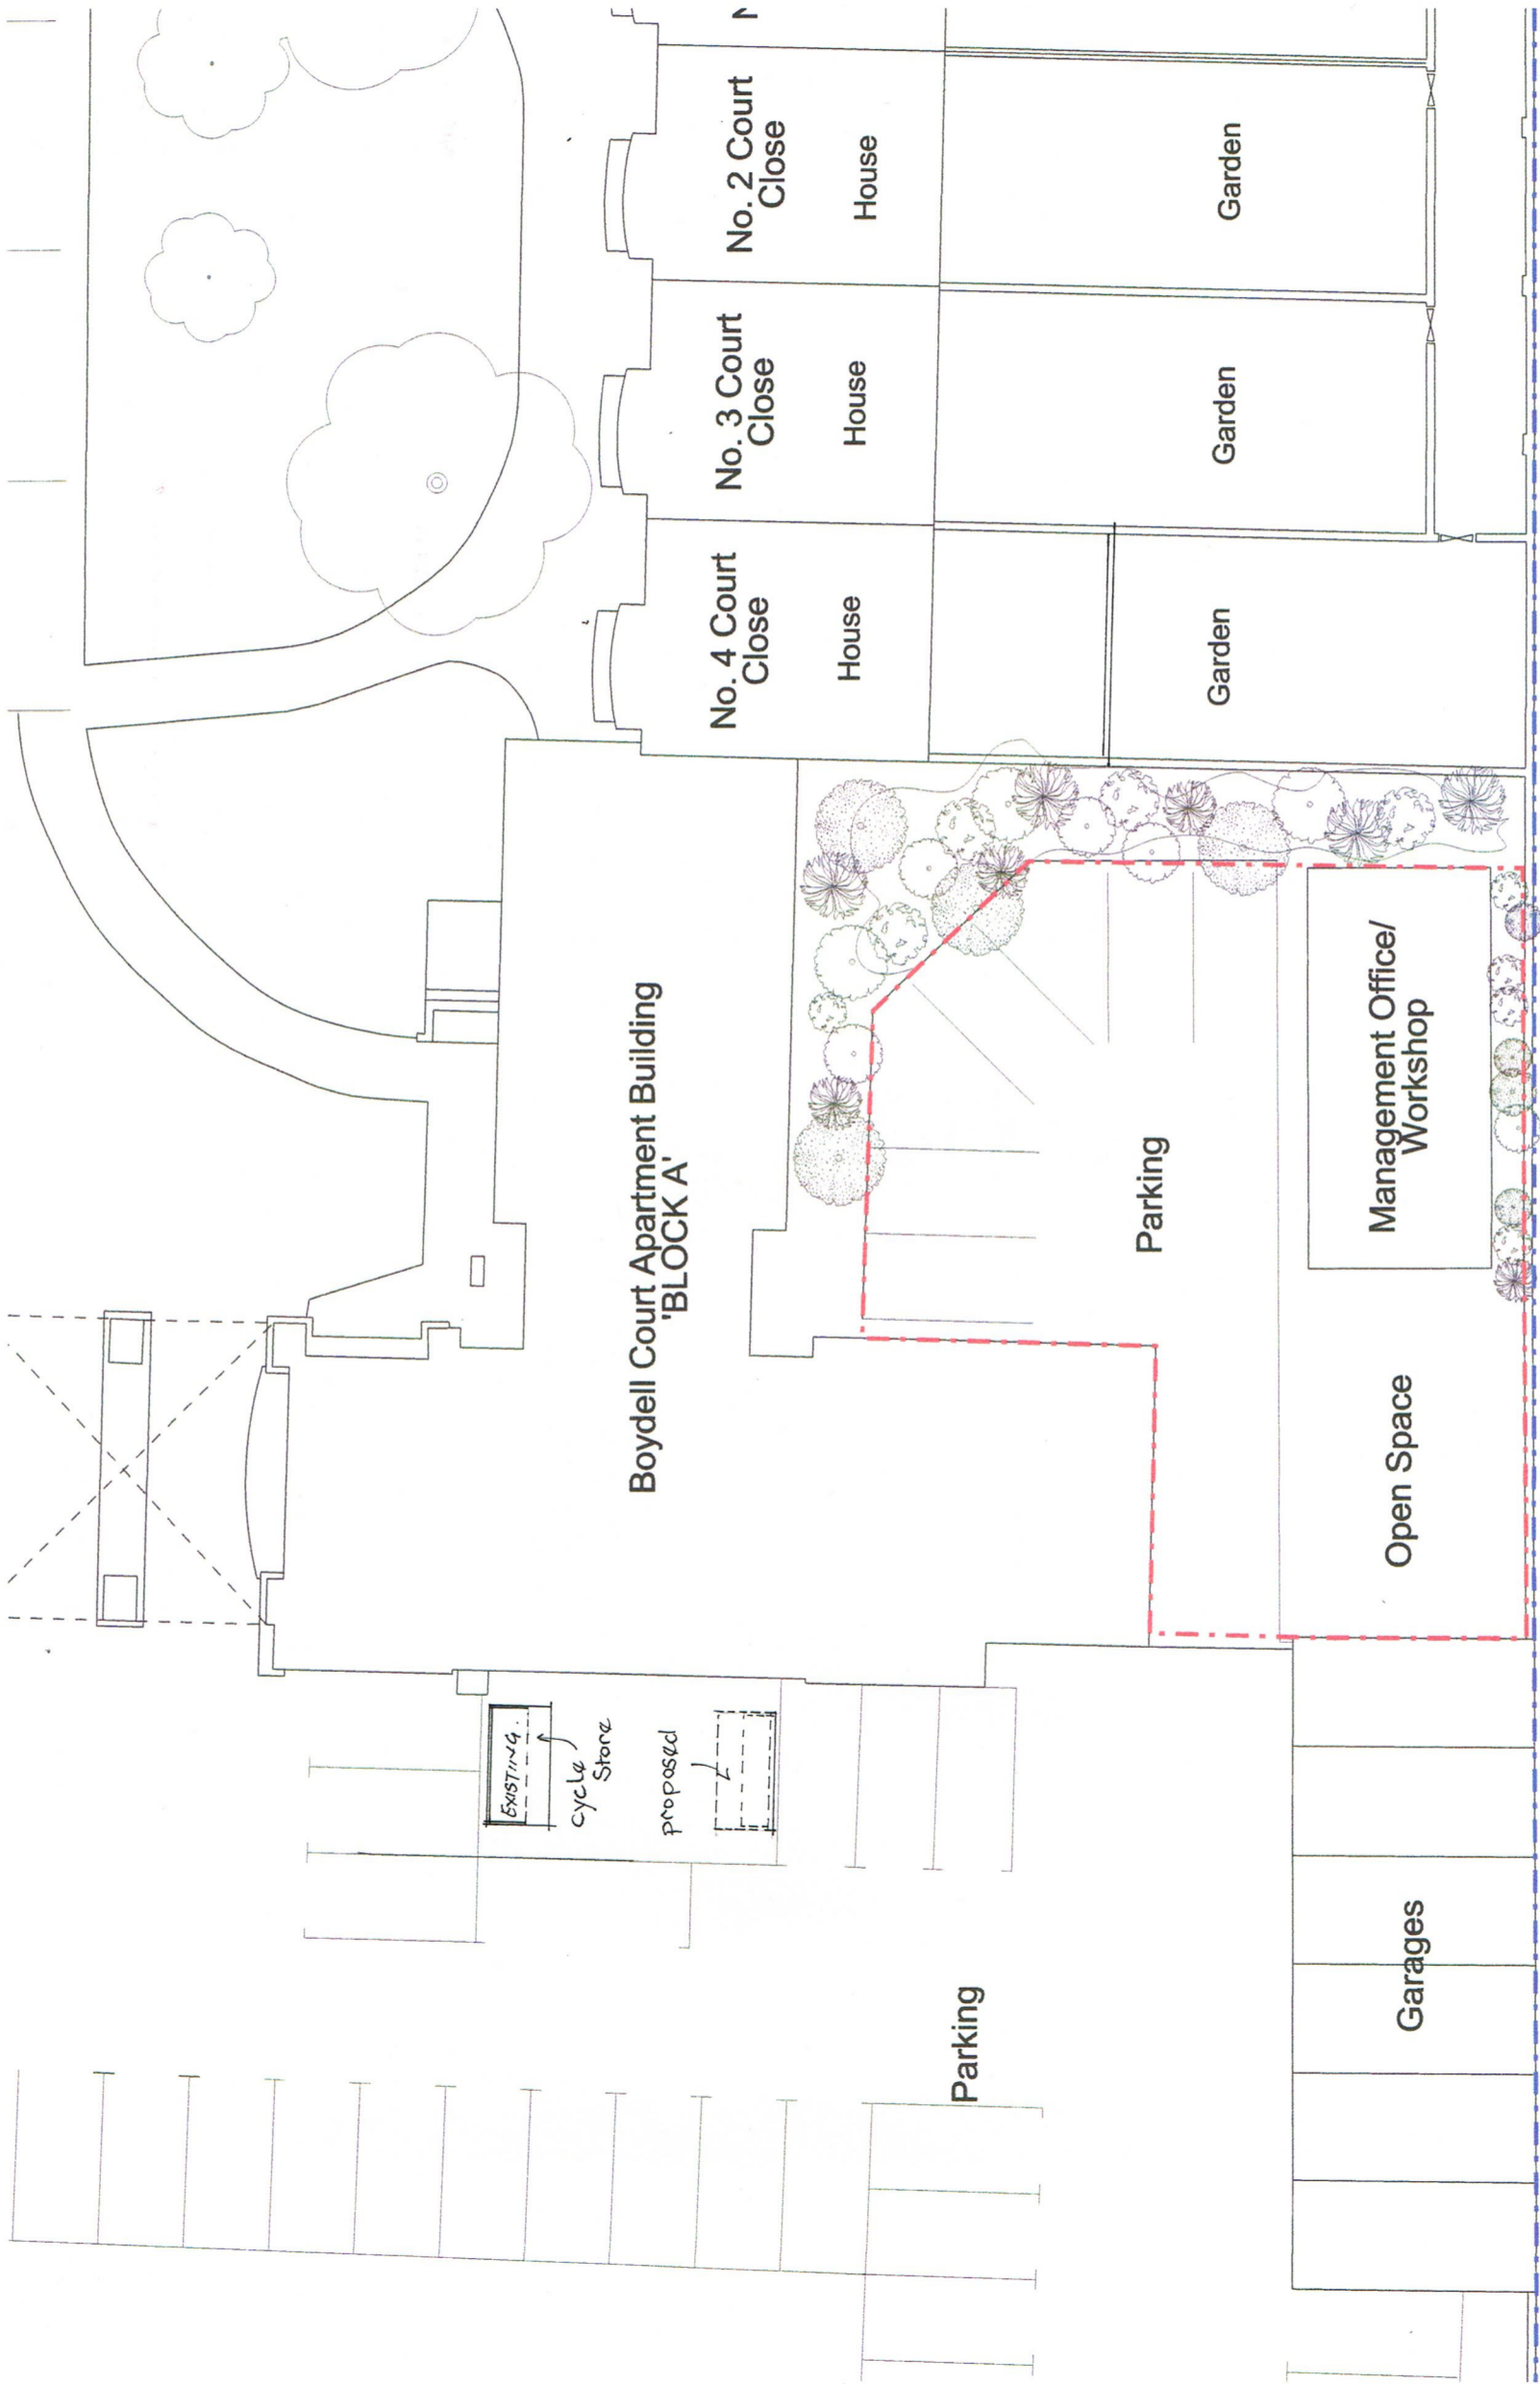 No. 2 Court
Close
House
Garden
No. 3 Court
Close
House
Garden
No. 4 Court
Close
House
Garden
Boydell Court Apartment Building
'BLOCK A'
Parking
Management Office/
Workshop
Open Space
EXISTING.
cycle
Store
proposed
Parking
Garages